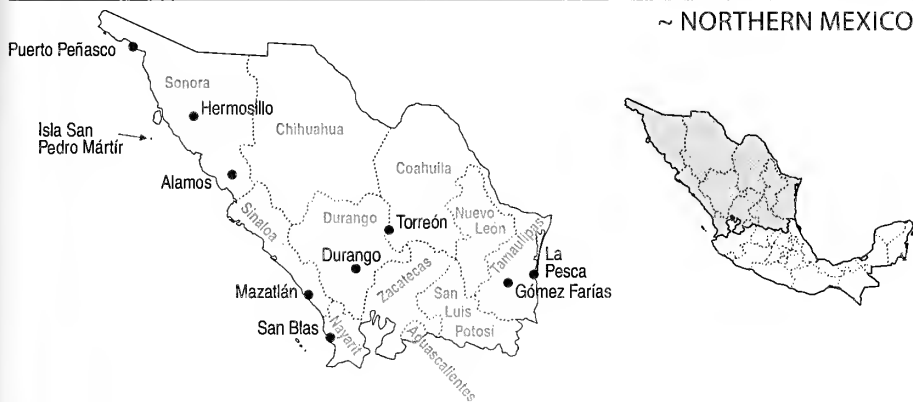 ~ NORTHERN MEXICO
Puerto Peñasco
Sonora
Hermosillo
Chihuahua
Isla San
Pedro Mártír
Coahuila
Alamos
Sinaloa
Durango
Torreón
Nuevo
León
Tamaulipas
Durango
La
Pesca
Zacatecas
Gómez Farías
Mazatlán
San
Luis
Potosí
San Blas
Nayarit
Aguascalientes